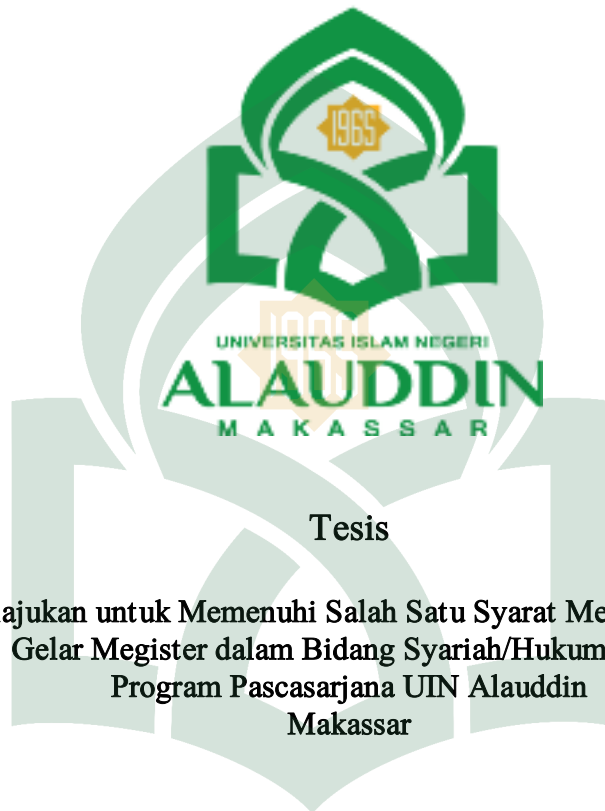 1965
UNIVERSITAS ISLAM NEGERI
ALAUDDIN
MAKASSAR
1965
Tesis
ajukan untuk Memenuhi Salah Satu Syarat Me
Gelar Megister dalam Bidang Syariah/Hukum
Program Pascasarjana UIN Alauddin
Makassar